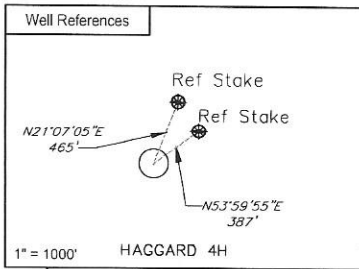 Well References
Ref Stake
Ref Stake
N21°07'05"E
465'
N53°59'55"E
387'
1" = 1000'
HAGGARD 4H